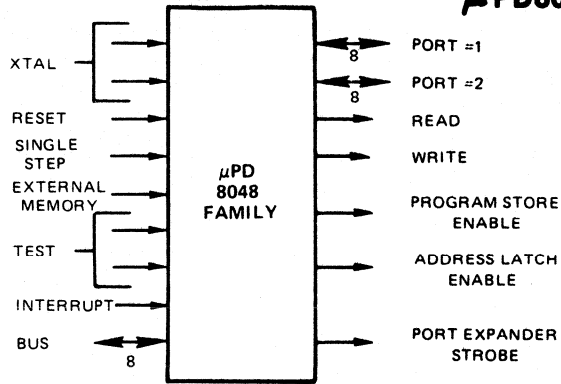 μPD80
XTAL
RESET
SINGLE
STEP
EXTERNAL
MEMORY
TEST
INTERRUPT
BUS
8
μPD
8048
FAMILY
8
PORT #1
8
PORT #2
READ
WRITE
PROGRAM STORE
ENABLE
ADDRESS LATCH
ENABLE
PORT EXPANDER
STROBE